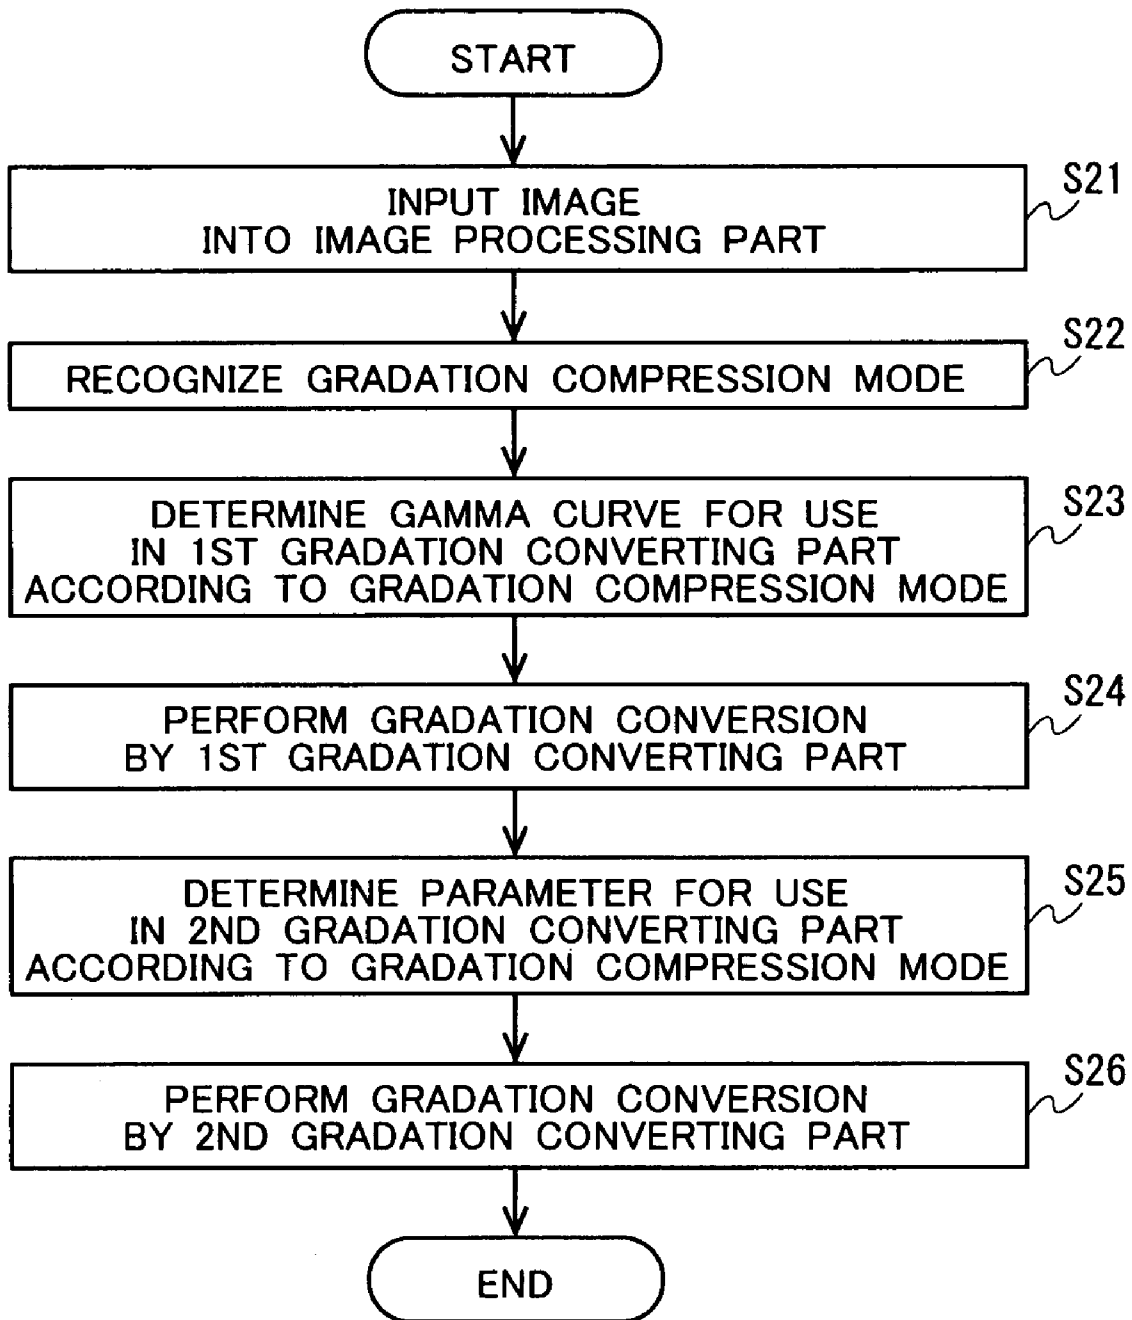 START
S21
INPUT IMAGE
INTO IMAGE PROCESSING PART
S22
RECOGNIZE GRADATION COMPRESSION MODE
S23
DETERMINE GAMMA CURVE FOR USE
IN 1ST GRADATION CONVERTING PART
ACCORDING TO GRADATION COMPRESSION MODE
S24
PERFORM GRADATION CONVERSION
BY 1ST GRADATION CONVERTING PART
S25
DETERMINE PARAMETER FOR USE
IN 2ND GRADATION CONVERTING PART
ACCORDING TO GRADATION COMPRESSION MODE
S26
PERFORM GRADATION CONVERSION
BY 2ND GRADATION CONVERTING PART
END